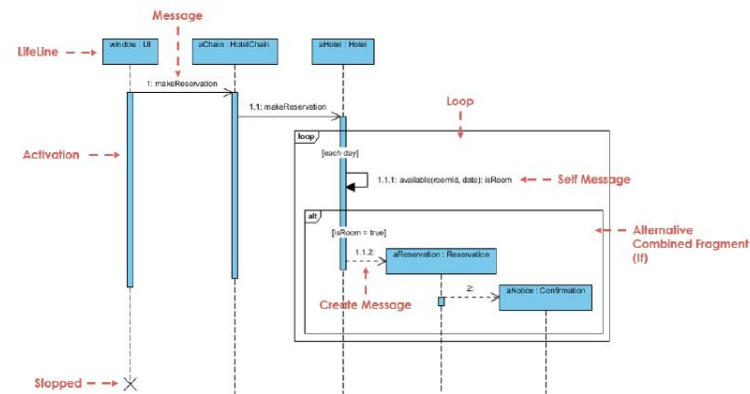 Message
LifeLine
window : UI
aChain : HotelChain
aHotel : Hotel
1: makeReservation
1.1: makeReservation
Loop
loop
[each day]
Activation
1.1.1: available(roomId, date): isRoom
Self Message
alt
[isRoom = true]
Alternative
Combined Fragment
(If)
1.1.2:
aReservation : Reservation
2:
aNotice : Confirmation
Create Message
Stopped